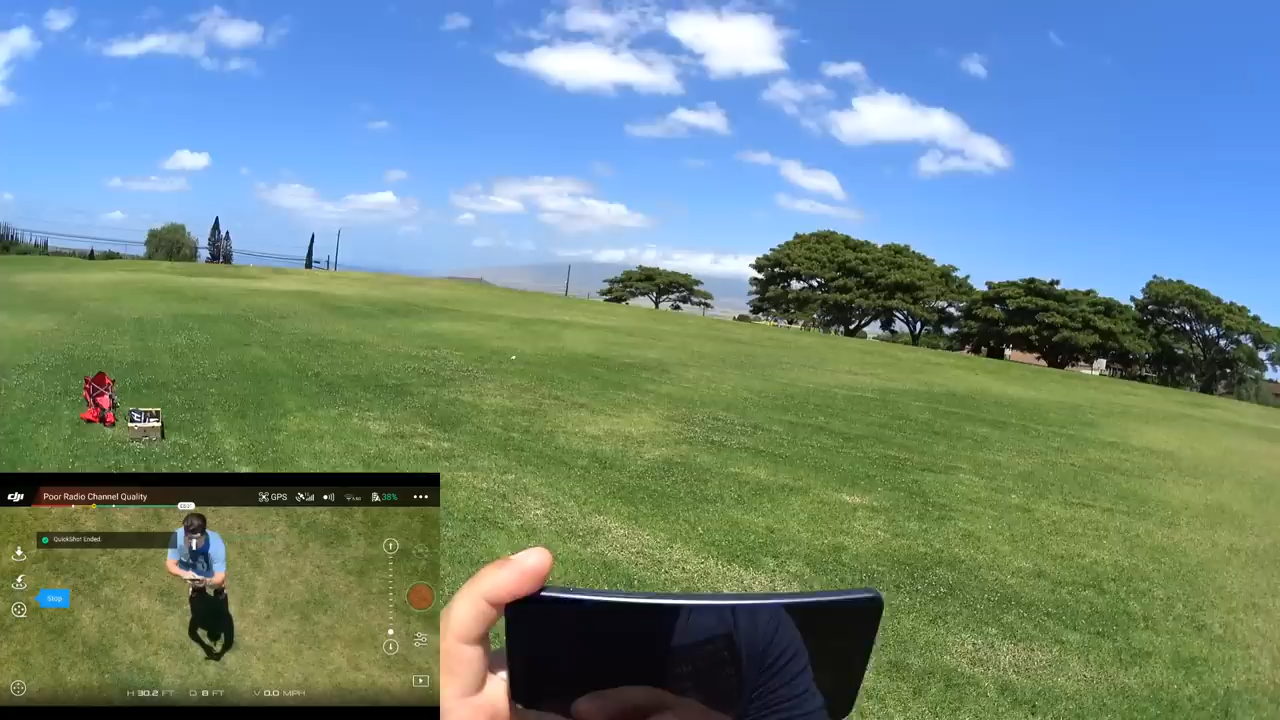 dji Poor Radio Channel Quality GPS 38%
QuickShot Ended.
Stop
H 30.2 FT D 8 FT V 0.0 MPH